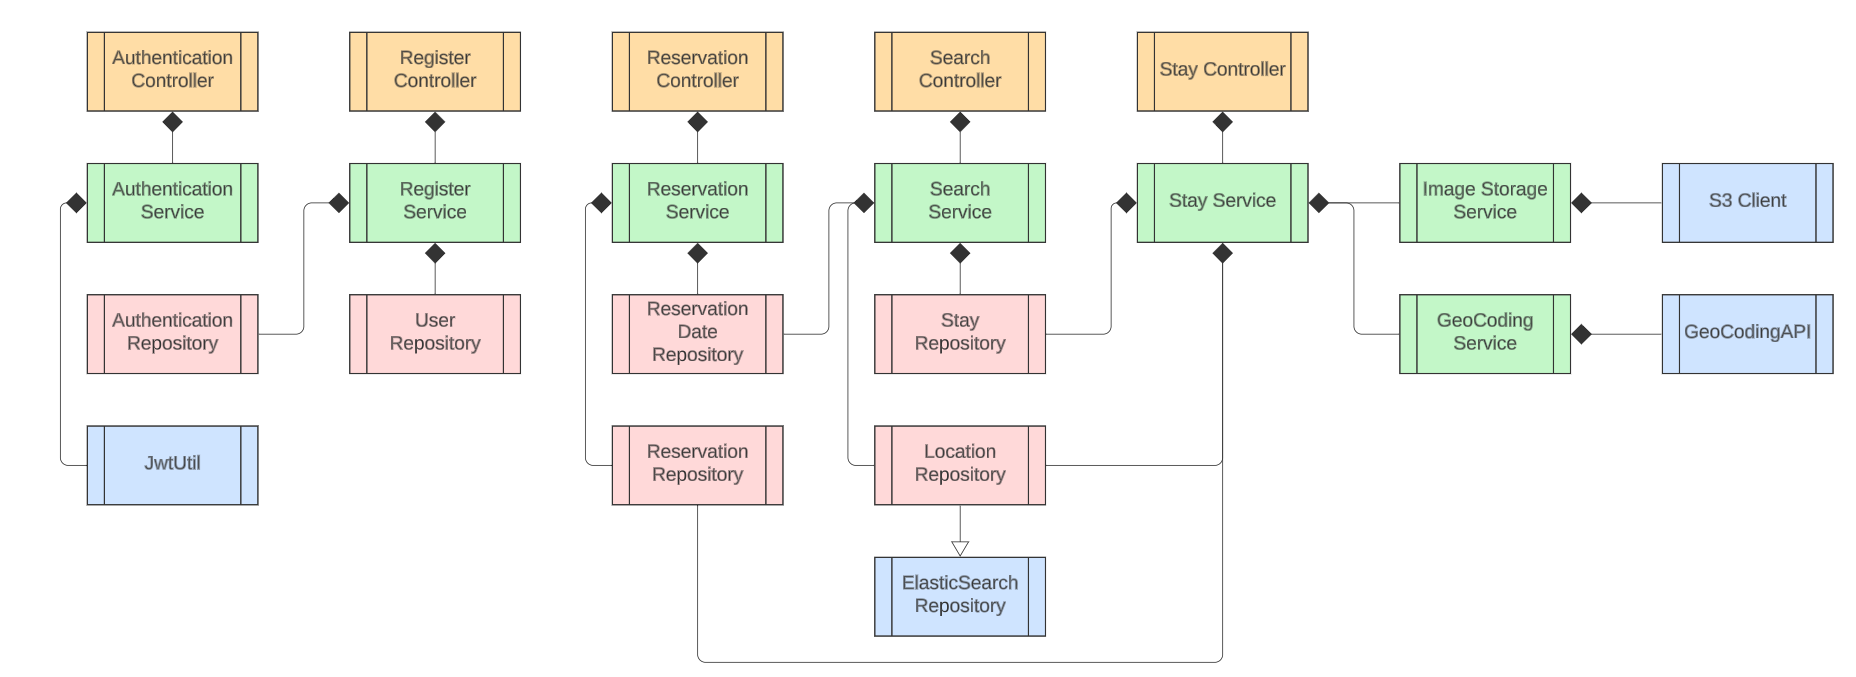 Authentication
Controller
Register
Controller
Reservation
Controller
Search
Controller
Stay Controller
Authentication
Service
Register
Service
Reservation
Service
Search
Service
Stay Service
Image Storage
Service
S3 Client
Authentication
Repository
User
Repository
Reservation
Date
Repository
Stay
Repository
GeoCoding
Service
GeoCodingAPI
JwtUtil
Reservation
Repository
Location
Repository
ElasticSearch
Repository